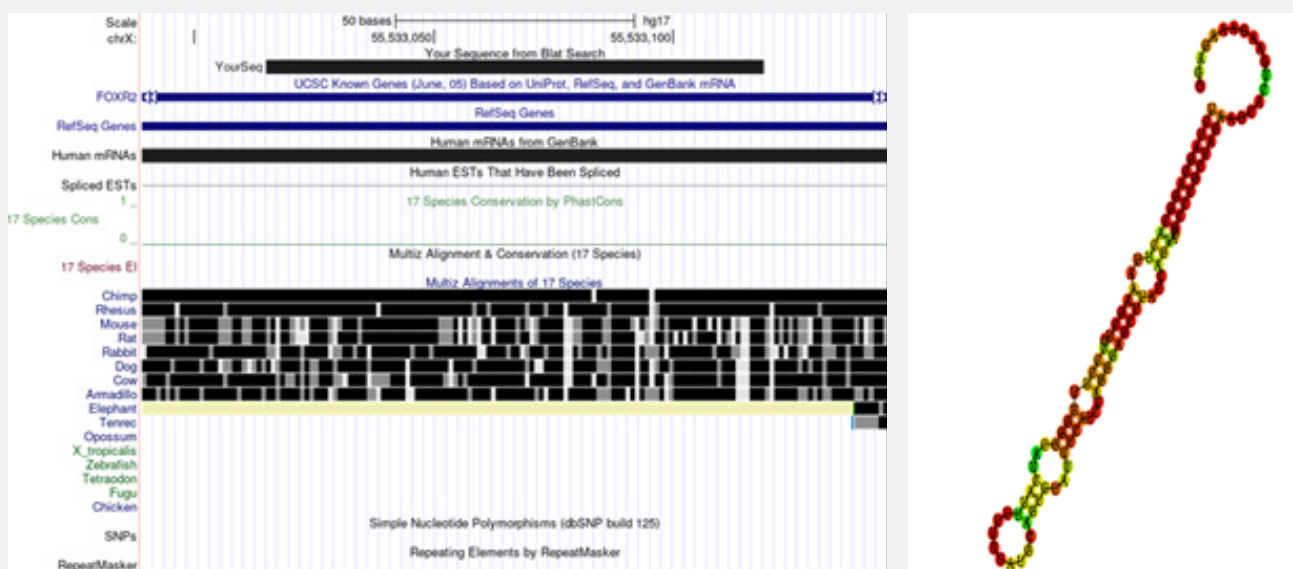 Scale 50 bases hg17
chrX: 55,533,050 55,533,100
Your Sequence from Blat Search
YourSeq
UCSC Known Genes (June, 05) Based on UniProt, RefSeq, and GenBank mRNA
FOXR2
RefSeq Genes
RefSeq Genes
Human mRNAs from GenBank
Human mRNAs
Human ESTs That Have Been Spliced
Spliced ESTs
1
17 Species Conservation by PhastCons
17 Species Cons
0
Multiz Alignment & Conservation (17 Species)
17 Species El
Multiz Alignments of 17 Species
Chimp
Rhesus
Mouse
Rat
Rabbit
Dog
Cow
Armadillo
Elephant
Tenrec
Opossum
X_tropicalis
Zebrafish
Tetraodon
Fugu
Chicken
Simple Nucleotide Polymorphisms (dbSNP build 125)
SNPs
Repeating Elements by RepeatMasker
RepeatMasker